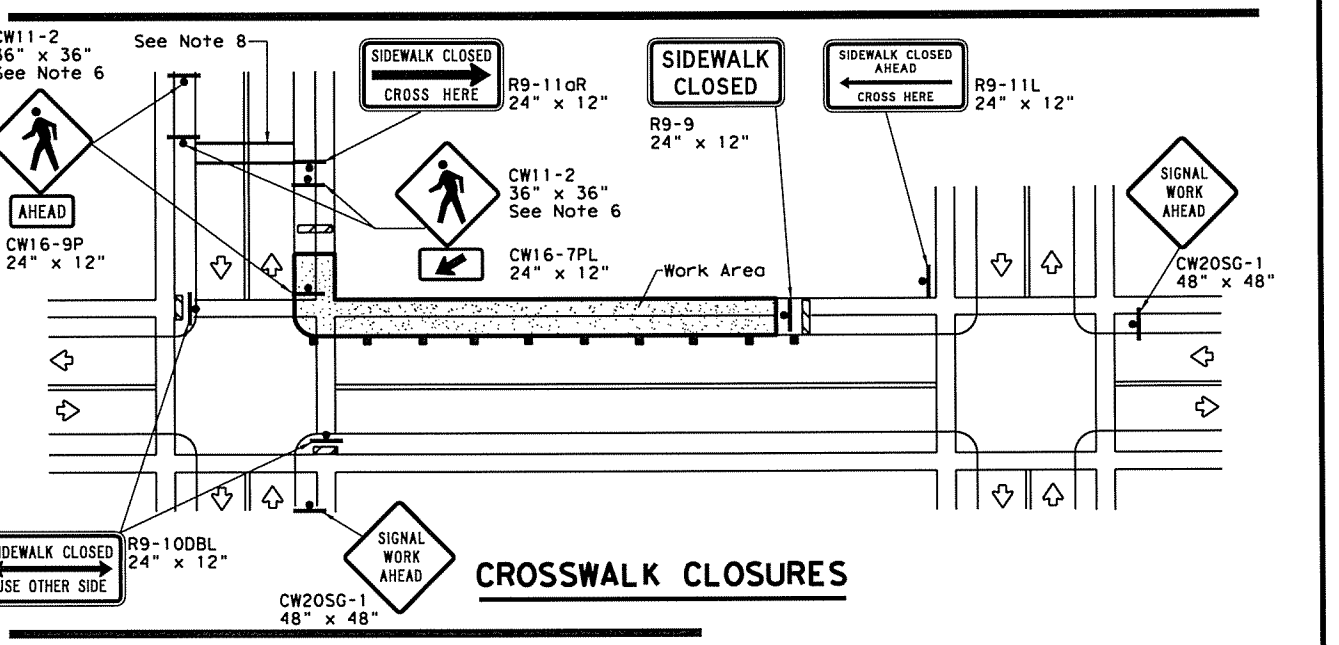 CW11-2
36" x 36"
See Note 6
See Note 8
SIDEWALK CLOSED
CROSS HERE
R9-11aR
24" x 12"
SIDEWALK
CLOSED
R9-9
24" x 12"
SIDEWALK CLOSED
AHEAD
CROSS HERE
R9-11L
24" x 12"
AHEAD
CW16-9P
24" x 12"
CW11-2
36" x 36"
See Note 6
CW16-7PL
24" x 12"
Work Area
SIGNAL
WORK
AHEAD
CW20SG-1
48" x 48"
SIDEWALK CLOSED
USE OTHER SIDE
R9-10DBL
24" x 12"
SIGNAL
WORK
AHEAD
CW20SG-1
48" x 48"
CROSSWALK CLOSURES